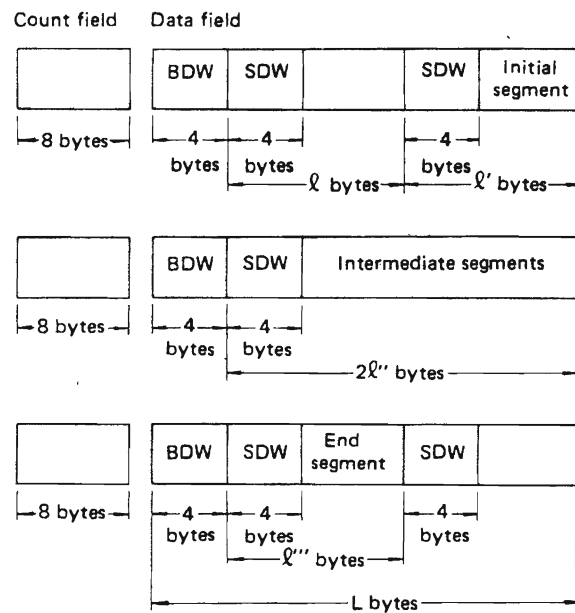 Count field Data field
BDW SDW SDW Initial segment
8 bytes 4 bytes 4 bytes 4 bytes
ℓ bytes ℓ' bytes
BDW SDW Intermediate segments
8 bytes 4 bytes 4 bytes
2ℓ'' bytes
BDW SDW End segment SDW
8 bytes 4 bytes 4 bytes 4 bytes
ℓ''' bytes
L bytes